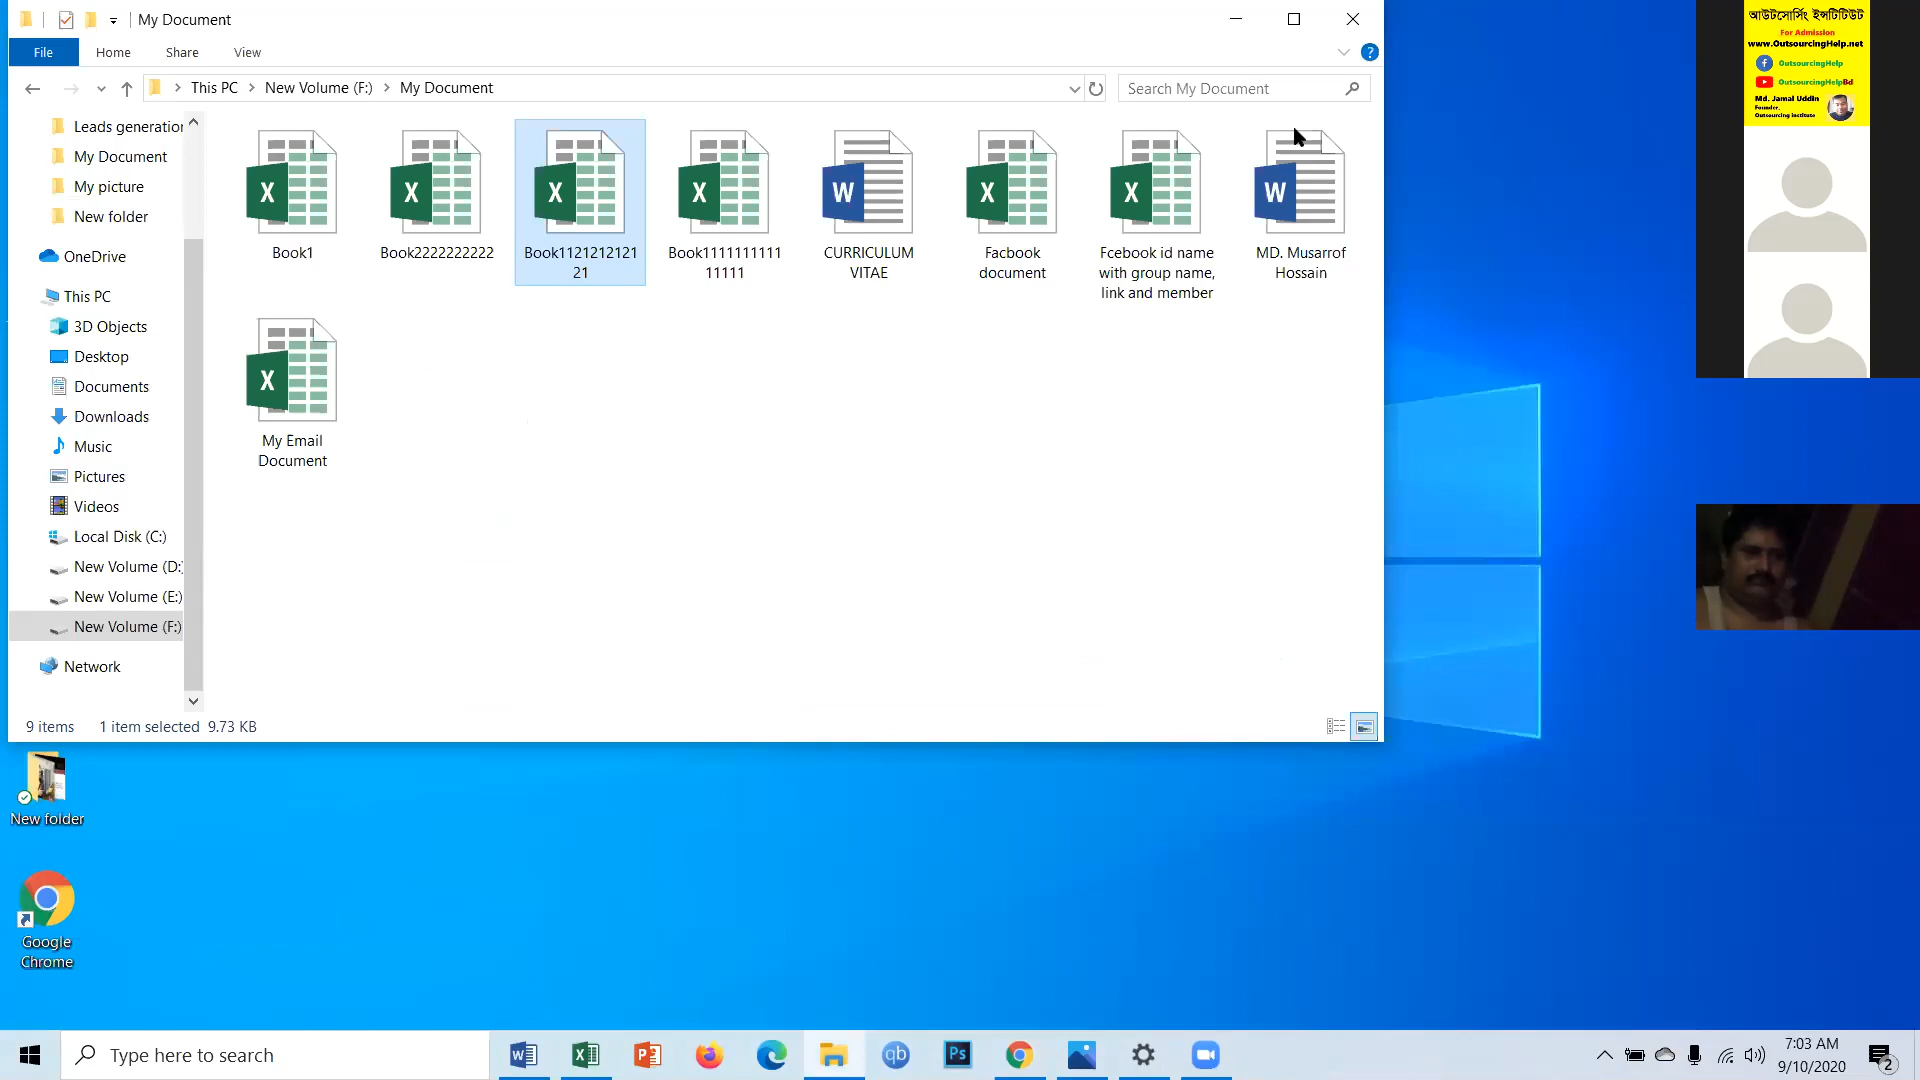 My Document
File
Home
Share
View
This PC
New Volume (F:)
My Document
Search My Document
Leads generation
My Document
My picture
New folder
OneDrive
This PC
3D Objects
Desktop
Documents
Downloads
Music
Pictures
Videos
Local Disk (C:)
New Volume (D:)
New Volume (E:)
New Volume (F:)
Network
Book1
Book2222222222
Book1121212121
21
Book1111111111
11111
CURRICULUM
VITAE
Facbook
document
Fcebook id name
with group name,
link and member
MD. Musarrof
Hossain
My Email
Document
9 items
1 item selected 9.73 KB
New folder
Google
Chrome
Type here to search
7:03 AM
9/10/2020
2
আউটসোর্সিং ইন্সটিটিউট
For Admission
www.OutsourcingHelp.net
OutsourcingHelp
OutsourcingHelpBd
Md. Jamal Uddin
Founder,
Outsourcing Institute